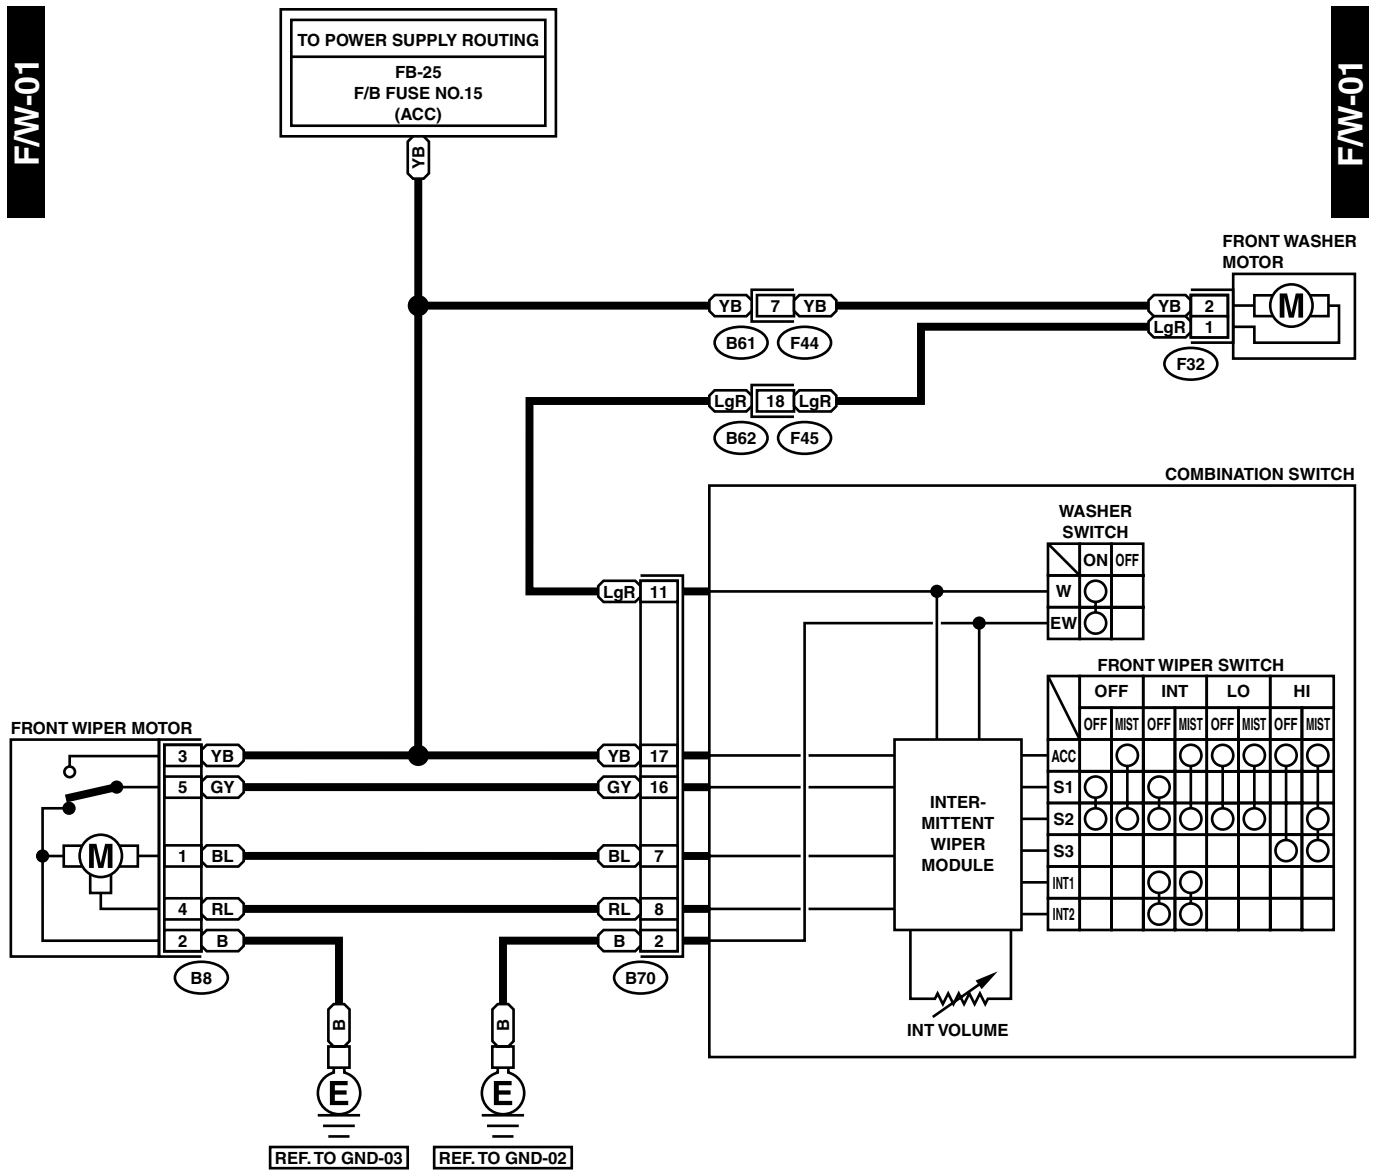 F/W-01
F/W-01
TO POWER SUPPLY ROUTING
FB-25
F/B FUSE NO.15
(ACC)
YB
FRONT WASHER
MOTOR
YB 7 YB
YB 2
M
LgR 1
B61 F44
F32
LgR 18 LgR
B62 F45
COMBINATION SWITCH
WASHER
SWITCH
ON OFF
LgR 11
W
EW
FRONT WIPER SWITCH
OFF INT LO HI
OFF MIST OFF MIST OFF MIST OFF MIST
FRONT WIPER MOTOR
3 YB
YB 17
ACC
5 GY
GY 16
S1
INTER-
MITTENT
WIPER
MODULE
S2
S3
M
1 BL
BL 7
INT1
4 RL
RL 8
INT2
2 B
B 2
B8
B70
INT VOLUME
B
B
E
E
REF. TO GND-03
REF. TO GND-02